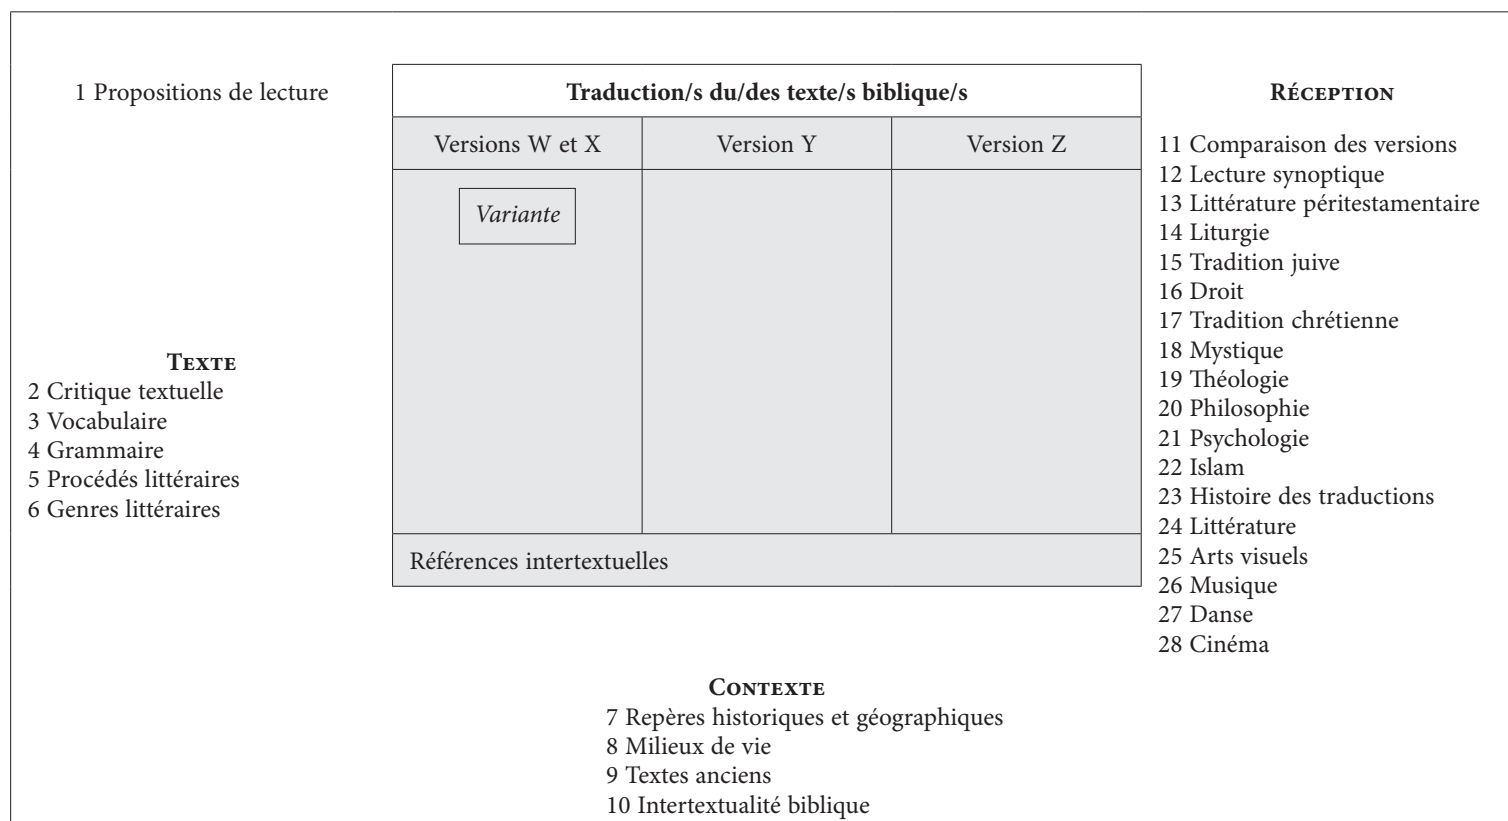 1 Propositions de lecture
Traduction/s du/des texte/s biblique/s
Versions W et X
Version Y
Version Z
Variante
Références intertextuelles
TEXTE
2 Critique textuelle
3 Vocabulaire
4 Grammaire
5 Procédés littéraires
6 Genres littéraires
CONTEXTE
7 Repères historiques et géographiques
8 Milieux de vie
9 Textes anciens
10 Intertextualité biblique
RÉCEPTION
11 Comparaison des versions
12 Lecture synoptique
13 Littérature péritestamentaire
14 Liturgie
15 Tradition juive
16 Droit
17 Tradition chrétienne
18 Mystique
19 Théologie
20 Philosophie
21 Psychologie
22 Islam
23 Histoire des traductions
24 Littérature
25 Arts visuels
26 Musique
27 Danse
28 Cinéma